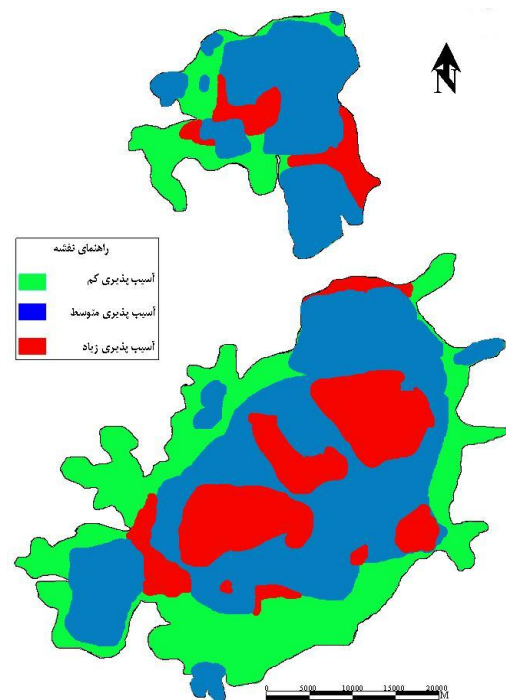 N
راهنمای نقشه
آسیب پذیری کم
آسیب پذیری متوسط
آسیب پذیری زیاد
0 5000 10000 15000 20000
M